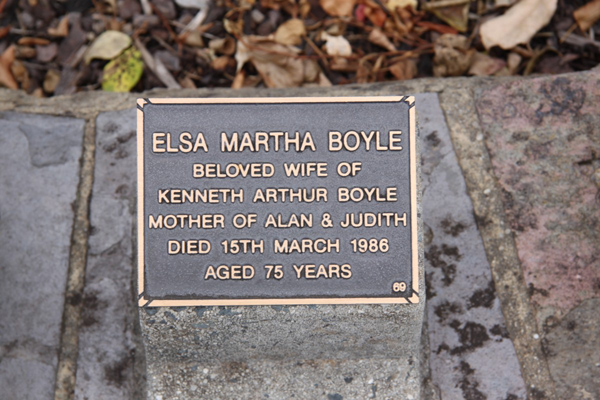 ELSA MARTHA BOYLE
BELOVED WIFE OF
KENNETH ARTHUR BOYLE
MOTHER OF ALAN & JUDITH
DIED 15TH MARCH 1986
AGED 75 YEARS
69